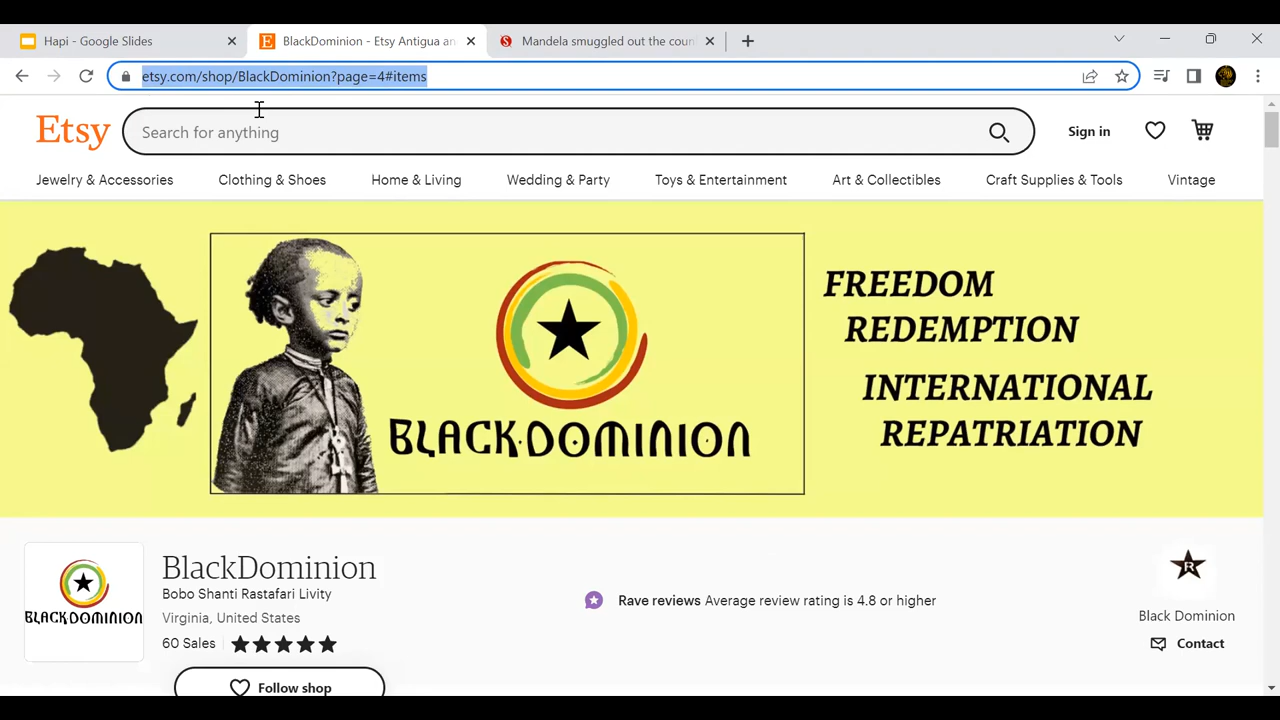 Hapi - Google Slides
BlackDominion - Etsy Antigua an
Mandela smuggled out the coun
etsy.com/shop/BlackDominion?page=4#items
Etsy
Search for anything
Sign in
Jewelry & Accessories
Clothing & Shoes
Home & Living
Wedding & Party
Toys & Entertainment
Art & Collectibles
Craft Supplies & Tools
Vintage
BLACK·DOMINION
FREEDOM
REDEMPTION
INTERNATIONAL
REPATRIATION
BLACK·DOMINION
BlackDominion
Bobo Shanti Rastafari Livity
Virginia, United States
60 Sales
Follow shop
Rave reviews Average review rating is 4.8 or higher
R
Black Dominion
Contact